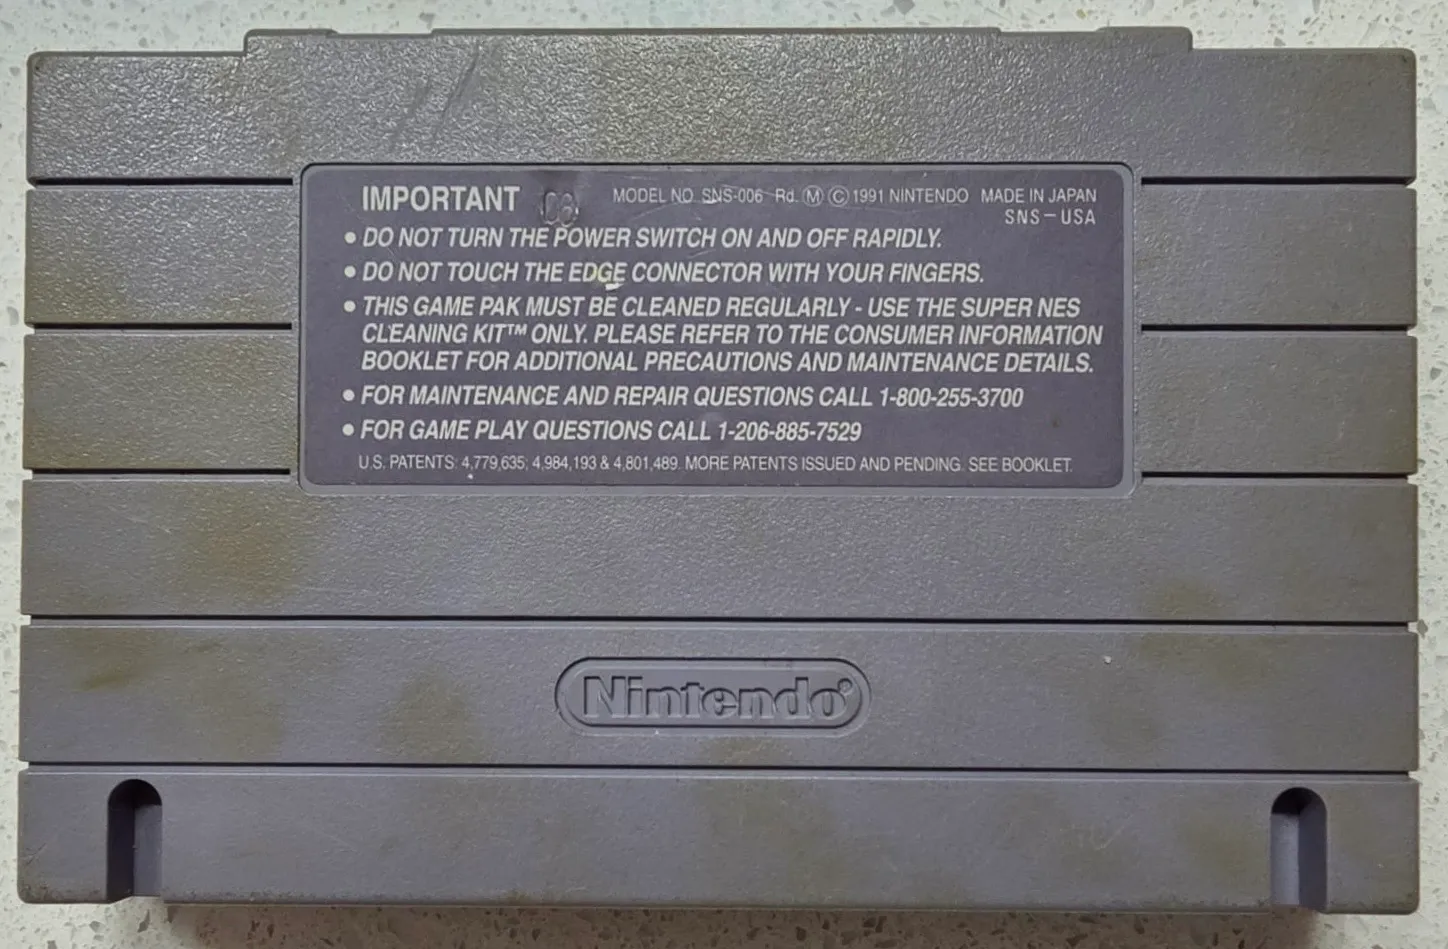 IMPORTANT 06 MODEL NO. SNS-006 Rd. Ⓜ ©1991 NINTENDO MADE IN JAPAN
SNS-USA
• DO NOT TURN THE POWER SWITCH ON AND OFF RAPIDLY.
• DO NOT TOUCH THE EDGE CONNECTOR WITH YOUR FINGERS.
• THIS GAME PAK MUST BE CLEANED REGULARLY - USE THE SUPER NES
CLEANING KIT™ ONLY. PLEASE REFER TO THE CONSUMER INFORMATION
BOOKLET FOR ADDITIONAL PRECAUTIONS AND MAINTENANCE DETAILS.
• FOR MAINTENANCE AND REPAIR QUESTIONS CALL 1-800-255-3700
• FOR GAME PLAY QUESTIONS CALL 1-206-885-7529
U.S. PATENTS: 4,779,635; 4,984,193 & 4,801,489. MORE PATENTS ISSUED AND PENDING. SEE BOOKLET.
Nintendo®